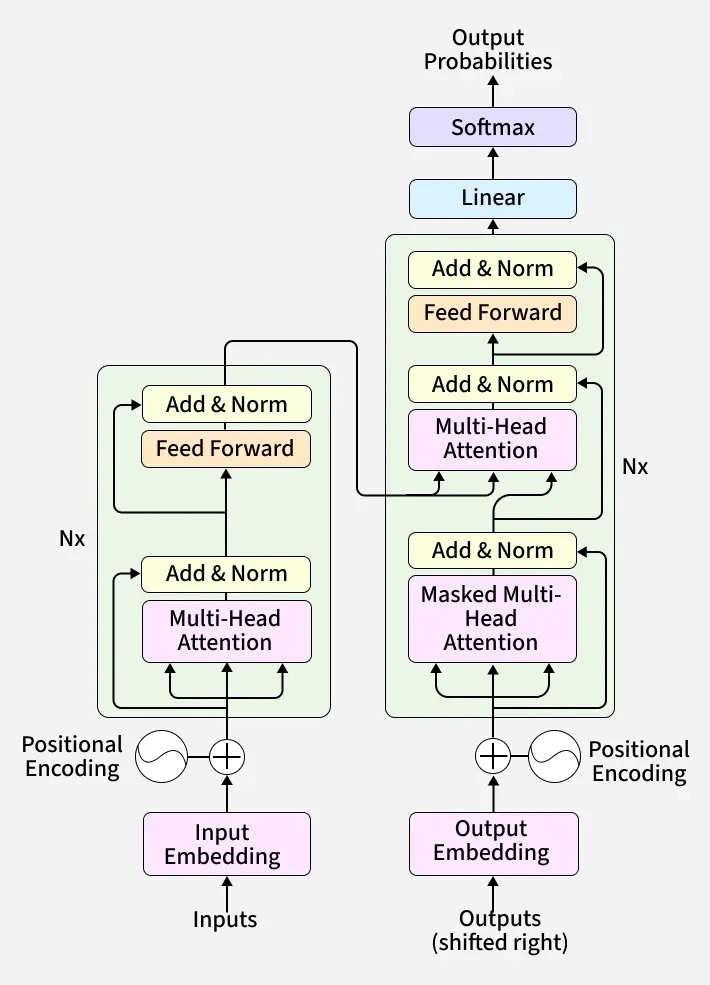 Output
Probabilities
Softmax
Linear
Add & Norm
Feed Forward
Add & Norm
Multi-Head
Attention
Nx
Add & Norm
Masked Multi-
Head
Attention
Positional
Encoding
Output
Embedding
Outputs
(shifted right)
Add & Norm
Feed Forward
Nx
Add & Norm
Multi-Head
Attention
Positional
Encoding
Input
Embedding
Inputs